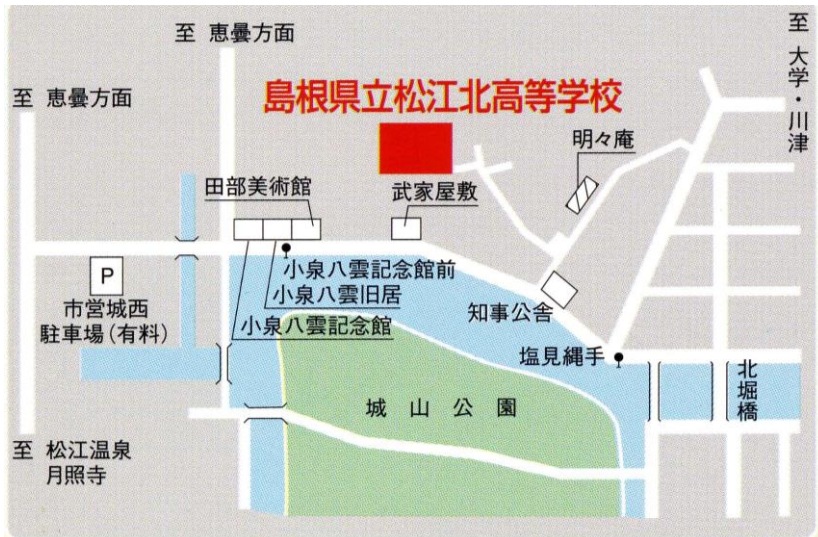 至 恵曇方面
至 恵曇方面
至 大学・川津
島根県立松江北高等学校
明々庵
田部美術館
武家屋敷
P
市営城西
駐車場(有料)
小泉八雲記念館前
小泉八雲旧居
小泉八雲記念館
知事公舎
塩見縄手
北堀橋
城山公園
至 松江温泉
月照寺